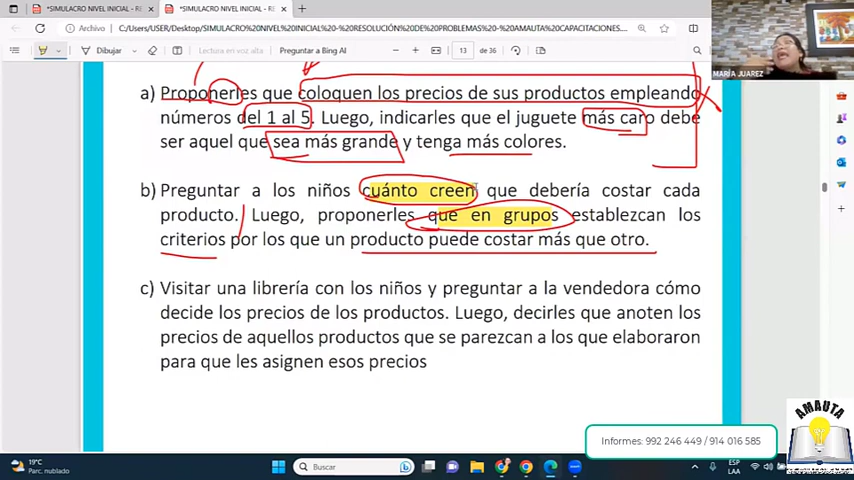 *SIMULACRO NIVEL INICIAL - RES
*SIMULACRO NIVEL INICIAL - RES
Archivo
C:/Users/USER/Desktop/SIMULACRO%20NIVEL%20INICIAL%20-%20RESOLUCIÓN%20DE%20PROBLEMAS%20-%20AMAUTA%20CAPACITACIONES....
Dibujar
Lectura en voz alta
Preguntar a Bing AI
13
de 36
MARÍA JUAREZ
a) Proponerles que coloquen los precios de sus productos empleando
números del 1 al 5. Luego, indicarles que el juguete más caro debe
ser aquel que sea más grande y tenga más colores.
b) Preguntar a los niños cuánto creen que debería costar cada
producto. Luego, proponerles que en grupos establezcan los
criterios por los que un producto puede costar más que otro.
c) Visitar una librería con los niños y preguntar a la vendedora cómo
decide los precios de los productos. Luego, decirles que anoten los
precios de aquellos productos que se parezcan a los que elaboraron
para que les asignen esos precios
AMAUTA
Informes: 992 246 449 / 914 016 585
19°C
Parc. nublado
Buscar
ESP
LAA